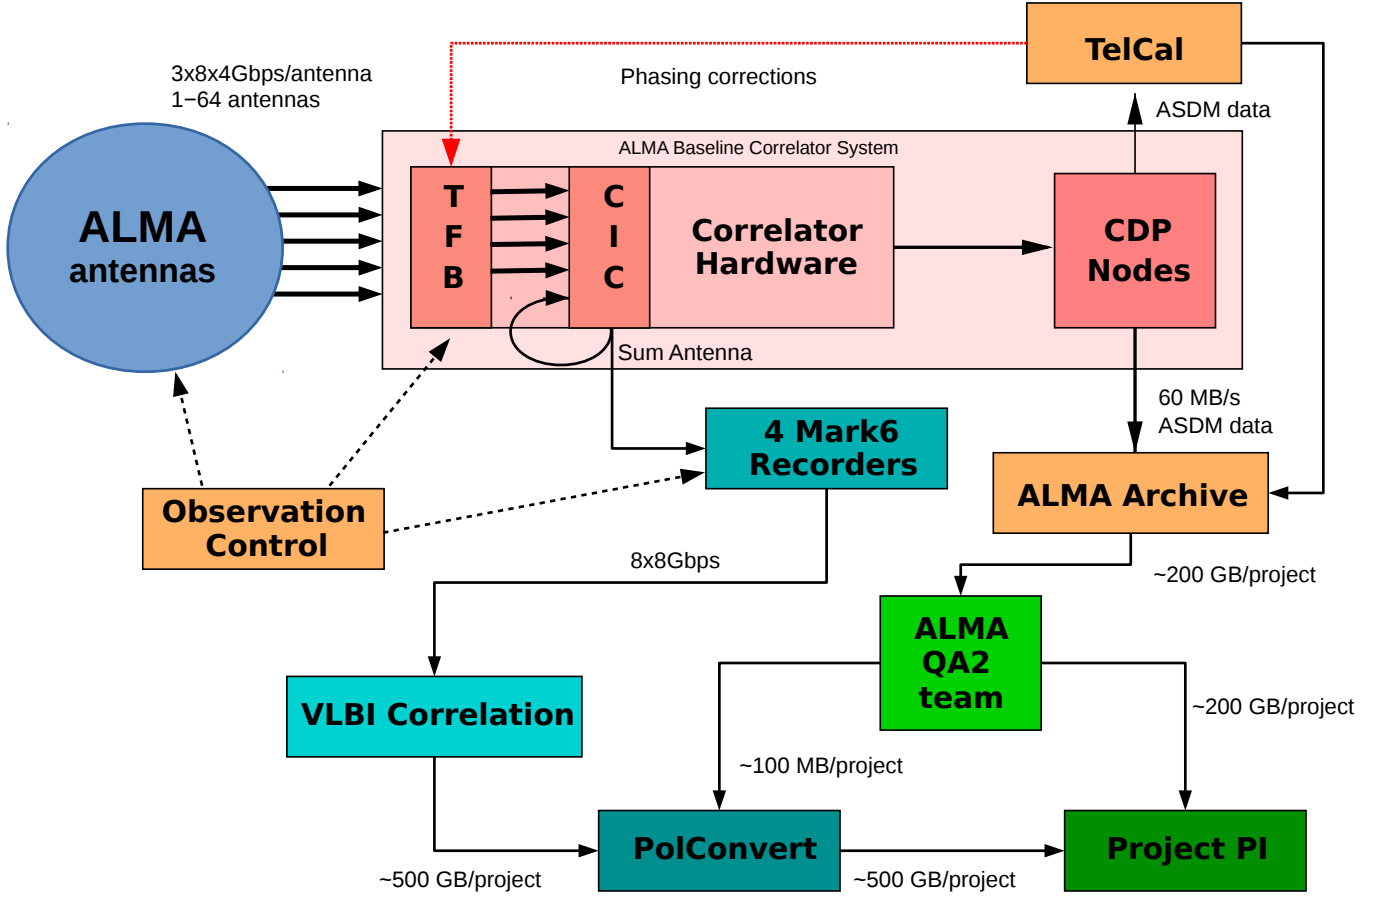 TelCal
3x8x4Gbps/antenna
1−64 antennas
Phasing corrections
ASDM data
ALMA Baseline Correlator System
ALMA
antennas
T
F
B
C
I
C
Correlator
Hardware
CDP
Nodes
Sum Antenna
60 MB/s
ASDM data
4 Mark6
Recorders
ALMA Archive
Observation
Control
8x8Gbps
~200 GB/project
ALMA
QA2
team
VLBI Correlation
~200 GB/project
~100 MB/project
PolConvert
Project PI
~500 GB/project
~500 GB/project